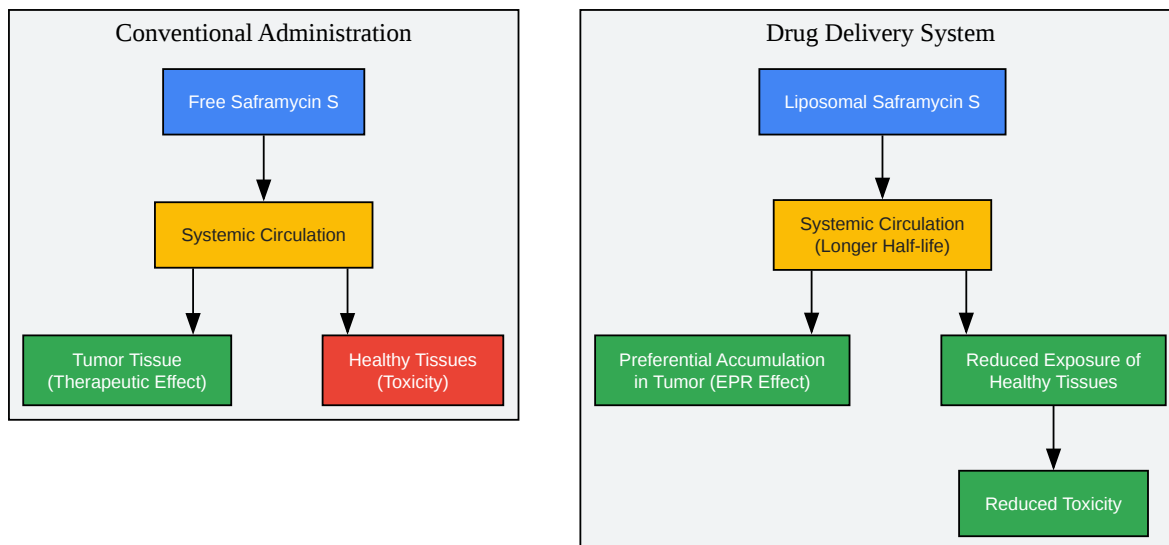 Conventional Administration
Free Saframycin S
Systemic Circulation
Tumor Tissue
(Therapeutic Effect)
Healthy Tissues
(Toxicity)
Drug Delivery System
Liposomal Saframycin S
Systemic Circulation
(Longer Half-life)
Preferential Accumulation
in Tumor (EPR Effect)
Reduced Exposure of
Healthy Tissues
Reduced Toxicity